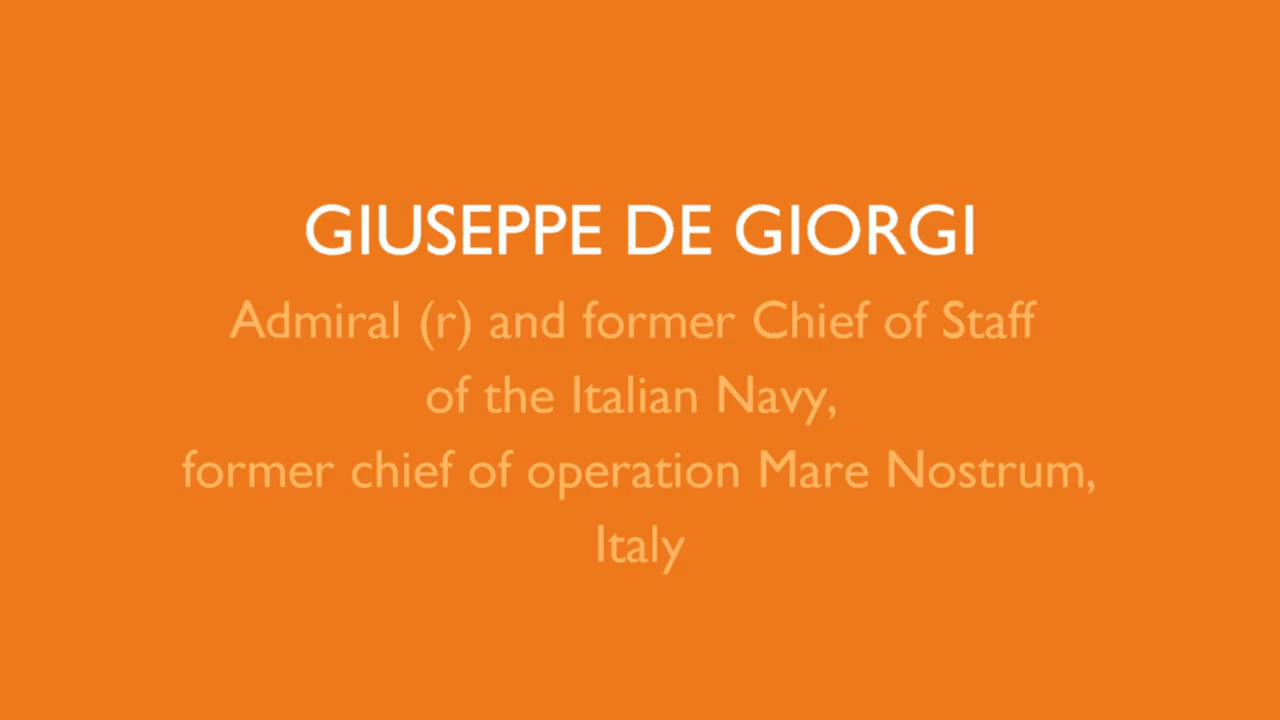 GIUSEPPE DE GIORGI
Admiral (r) and former Chief of Staff
of the Italian Navy,
former chief of operation Mare Nostrum,
Italy